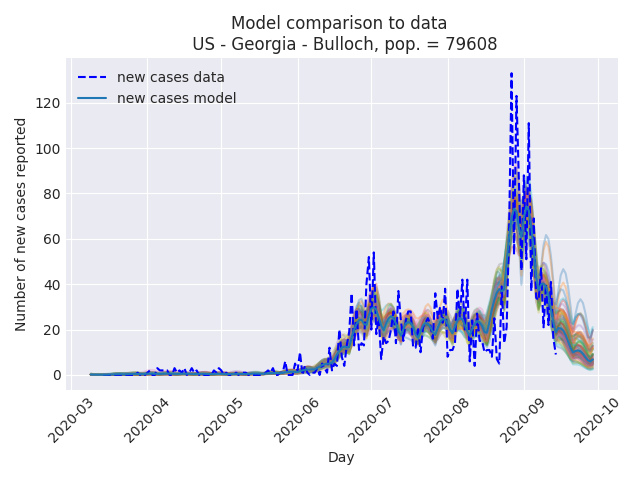 Model comparison to data
US - Georgia - Bulloch, pop. = 79608
new cases data
new cases model
Number of new cases reported
120
100
80
60
40
20
0
2020-03
2020-04
2020-05
2020-06
2020-07
2020-08
2020-09
2020-10
Day